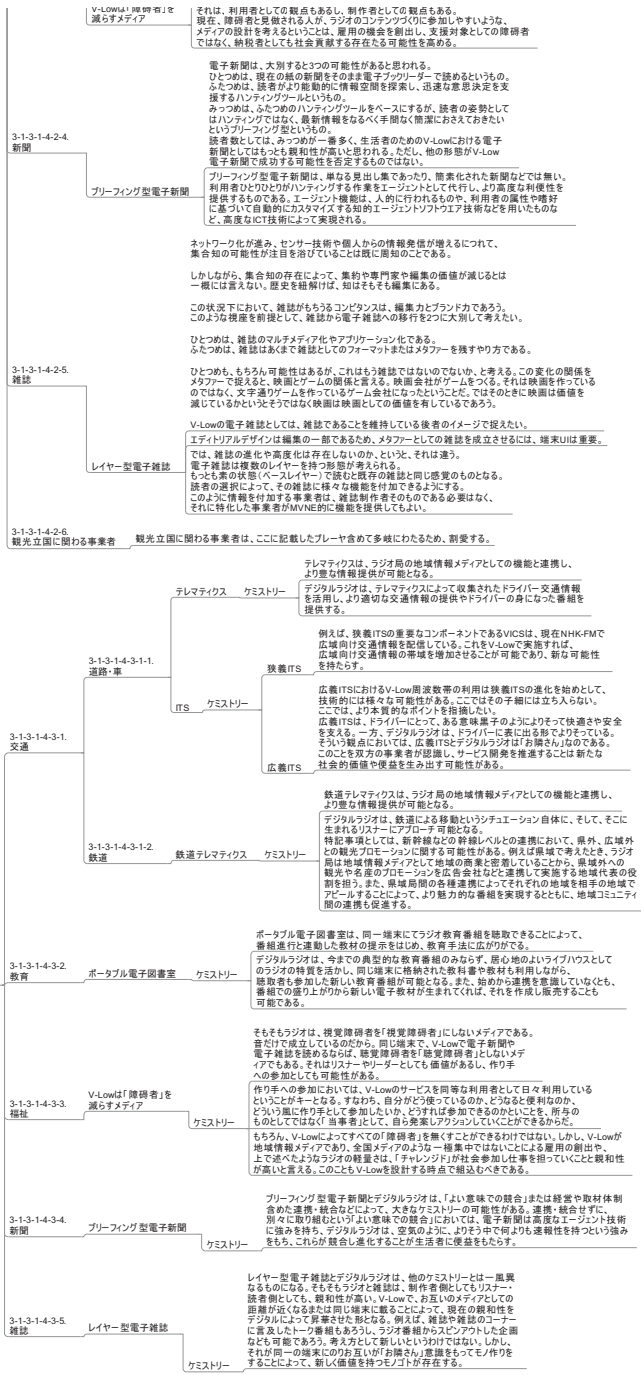 V-Lowは「障碍者」を
減らすメディア
それは、利用者としての観点もあるし、制作者としての観点もある。
現在、障碍者と見做される人が、ラジオのコンテンツづくりに参加しやすいような、
メディアの設計を考えるということは、雇用の機会を創出し、支援対象としての障碍者
ではなく、納税者としても社会貢献する存在たる可能性を高める。
3-1-3-1-4-2-4.
新聞
電子新聞は、大別すると3つの可能性があると思われる。
ひとつめは、現在の紙の新聞をそのまま電子ブックリーダーで読めるというもの。
ふたつめは、読者がより能動的に情報空間を探索し、迅速な意思決定を支
援するハンティングツールというもの。
みっつめは、ふたつめのハンティングツールをベースにするが、読者の姿勢として
はハンティングではなく、最新情報をなるべく手間なく簡潔におさえておきたい
というブリーフィング型というもの。
読者数としては、みっつめが一番多く、生活者のためのV-Lowにおける電子
新聞としてはもっとも親和性が高いと思われる。ただし、他の形態がV-Low
電子新聞で成功する可能性を否定するものではない。
ブリーフィング型電子新聞
ブリーフィング型電子新聞は、単なる見出し集であったり、簡素化された新聞などでは無い。
利用者ひとりひとりがハンティングする作業をエージェントとして代行し、より高度な利便性を
提供するものである。エージェント機能は、人的に行われるものや、利用者の属性や嗜好
に基づいて自動的にカスタマイズする知的エージェントソフトウエア技術などを用いたものな
ど、高度なICT技術によって実現される。
3-1-3-1-4-2-5.
雑誌
ネットワーク化が進み、センサー技術や個人からの情報発信が増えるにつれて、
集合知の可能性が注目を浴びていることは既に周知のことである。
しかしながら、集合知の存在によって、集約や専門家や編集の価値が減じるとは
一概には言えない。歴史を紐解けば、知はそもそも編集にある。
この状況下において、雑誌がもちうるコンピタンスは、編集力とブランド力であろう。
このような視座を前提として、雑誌から電子雑誌への移行を2つに大別して考えたい。
ひとつめは、雑誌のマルチメディア化やアプリケーション化である。
ふたつめは、雑誌はあくまで雑誌としてのフォーマットまたはメタファーを残すやり方である。
ひとつめも、もちろん可能性はあるが、これはもう雑誌ではないのでないか、と考える。この変化の関係を
メタファーで捉えると、映画とゲームの関係と言える。映画会社がゲームをつくる。それは映画を作っている
のではなく、文字通りゲームを作っているゲーム会社になったということだ。ではそのときに映画は価値を
減じているかというとそうではなく映画は映画としての価値を有しているであろう。
V-Lowの電子雑誌としては、雑誌であることを維持している後者のイメージで捉えたい。
エディトリアルデザインは編集の一部であるため、メタファーとしての雑誌を成立させるには、端末UIは重要。
レイヤー型電子雑誌
では、雑誌の進化や高度化は存在しないのか、というと、それは違う。
電子雑誌は複数のレイヤーを持つ形態が考えられる。
もっとも素の状態(ベースレイヤー)で読むと既存の雑誌と同じ感覚のものとなる。
読者の選択によって、その雑誌に様々な機能を付加できるようにする。
このように情報を付加する事業者は、雑誌制作者そのものである必要はなく、
それに特化した事業者がMVNE的に機能を提供してもよい。
3-1-3-1-4-2-6.
観光立国に関わる事業者
観光立国に関わる事業者は、ここに記載したプレーヤ含めて多岐にわたるため、割愛する。
3-1-3-1-4-3-1.
交通
3-1-3-1-4-3-1-1.
道路・車
テレマティクス
ケミストリー
テレマティクスは、ラジオ局の地域情報メディアとしての機能と連携し、
より豊な情報提供が可能となる。
デジタルラジオは、テレマティクスによって収集されたドライバー交通情報
を活用し、より適切な交通情報の提供やドライバーの身になった番組を
提供する。
ITS
ケミストリー
狭義ITS
例えば、狭義ITSの重要なコンポーネントであるVICSは、現在NHK-FMで
広域向け交通情報を配信している。これをV-Lowで実施すれば、
広域向け交通情報の帯域を増加させることが可能であり、新な可能性
を持たらす。
広義ITS
広義ITSにおけるV-Low周波数帯の利用は狭義ITSの進化を始めとして、
技術的には様々な可能性がある。ここではその子細には立ち入らない。
ここでは、より本質的なポイントを指摘したい。
広義ITSは、ドライバーにとって、ある意味黒子のようによりそって快適さや安全
を支える。一方、デジタルラジオは、ドライバーに表に出る形でよりそっている。
そういう観点においては、広義ITSとデジタルラジオは「お隣さん」なのである。
このことを双方の事業者が認識し、サービス開発を推進することは新たな
社会的価値や便益を生み出す可能性がある。
3-1-3-1-4-3-1-2.
鉄道
鉄道テレマティクス
ケミストリー
鉄道テレマティクスは、ラジオ局の地域情報メディアとしての機能と連携し、
より豊な情報提供が可能となる。
デジタルラジオは、鉄道による移動というシチュエーション自体に、そして、そこに
生まれるリスナーにアプローチ可能となる。
特記事項としては、新幹線などの幹線レベルとの連携において、県外、広域外
との観光プロモーションに関する可能性がある。例えば県域で考えたとき、ラジオ
局は地域情報メディアとして地域の商業と密着していることから、県域外への
観光や名産のプロモーションを広告会社などと連携して実施する地域代表の役
割を担う。また、県域局間の各種連携によってそれぞれの地域を相手の地域で
アピールすることによって、より魅力的な番組を実現するとともに、地域コミュニティ
間の連携も促進する。
3-1-3-1-4-3-2.
教育
ポータブル電子図書室
ケミストリー
ポータブル電子図書室は、同一端末にてラジオ教育番組を聴取できることによって、
番組進行と連動した教材の提示をはじめ、教育手法に広がりがでる。
デジタルラジオは、今までの典型的な教育番組のみならず、居心地のよいライブハウスとして
のラジオの特質を活かし、同じ端末に格納された教科書や教材も利用しながら、
聴取者も参加した新しい教育番組が可能となる。また、始めから連携を意識していなくとも、
番組での盛り上がりから新しい電子教材が生まれてくれば、それを作成し販売することも
可能である。
3-1-3-1-4-3-3.
福祉
V-Lowは「障碍者」を
減らすメディア
そもそもラジオは、視覚障碍者を「視覚障碍者」にしないメディアである。
音だけで成立しているのだから。同じ端末で、V-Lowで電子新聞や
電子雑誌を読めるならば、聴覚障碍者を「聴覚障碍者」としないメデ
ィアでもある。それはリスナーやリーダーとしても価値があるし、作り手
への参加としても可能性がある。
ケミストリー
作り手への参加においては、V-Lowのサービスを同等な利用者として日々利用している
ということがキーとなる。すなわち、自分がどう使っているのか、どうなると便利なのか、
どういう風に作り手として参加したいか、どうすれば参加できるのかといことを、所与の
ものとしてではなく「当事者」として、自ら発案しアクションしていくことができるからだ。
もちろん、V-Lowによってすべての「障碍者」を無くすことができるわけではない。しかし、V-Lowが
地域情報メディアであり、全国メディアのような一極集中ではないことによる雇用の創出や、
上で述べたようなラジオの軽量さは、「チャレンジド」が社会参加し仕事を担っていくことと親和性
が高いと言える。このこともV-Lowを設計する時点で組込むべきである。
3-1-3-1-4-3-4.
新聞
ブリーフィング型電子新聞
ケミストリー
ブリーフィング型電子新聞とデジタルラジオは、「よい意味での競合」または経営や取材体制
含めた連携・統合などによって、大きなケミストリーの可能性がある。連携・統合せずに、
別々に取り組むという「よい意味での競合」においては、電子新聞は高度なエージェント技術
に強みを持ち、デジタルラジオは、空気のように、よりそう中で何よりも速報性を持つという強み
をもち、これらが競合し進化することが生活者に便益をもたらす。
3-1-3-1-4-3-5.
雑誌
レイヤー型電子雑誌
ケミストリー
レイヤー型電子雑誌とデジタルラジオは、他のケミストリーとは一風異
なるものになる。そもそもラジオと雑誌は、制作者側としてもリスナー・
読者側としても、親和性が高い。V-Lowで、お互いのメディアとしての
距離が近くなるまたは同じ端末に載ることによって、現在の親和性を
デジタルによって昇華させた形となる。例えば、雑誌や雑誌のコーナー
に言及したトーク番組もあろうし、ラジオ番組からスピンアウトした企画
なども可能であろう。考え方として新しいというわけではない。しかし、
それが同一の端末にのりお互いが「お隣さん」意識をもってモノ作りを
することによって、新しく価値を持つモノゴトが存在する。